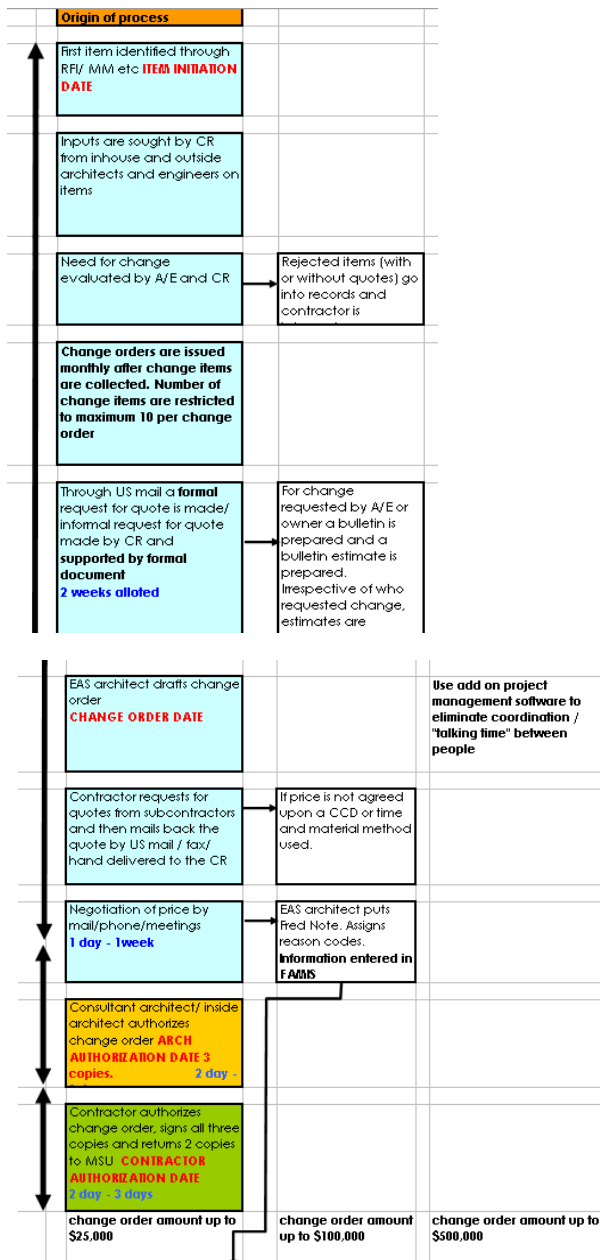 Origin of process
First item identified through
RFI/ MM etc ITEM INITIATION
DATE
Inputs are sought by CR
from inhouse and outside
architects and engineers on
items
Need for change
evaluated by A/E and CR
Rejected items (with
or without quotes) go
into records and
contractor is
Change orders are issued
monthly after change items
are collected. Number of
change items are restricted
to maximum 10 per change
order
Through US mail a formal
request for quote is made/
informal request for quote
made by CR and
supported by formal
document
2 weeks alloted
For change
requested by A/E or
owner a bulletin is
prepared and a
bulletin estimate is
prepared.
Irrespective of who
requested change,
estimates are
EAS architect drafts change
order
CHANGE ORDER DATE
Use add on project
management software to
eliminate coordination /
"talking time" between
people
Contractor requests for
quotes from subcontractors
and then mails back the
quote by US mail / fax/
hand delivered to the CR
If price is not agreed
upon a CCD or time
and material method
used.
Negotiation of price by
mail/phone/meetings
1 day - 1week
EAS architect puts
Fred Note. Assigns
reason codes.
Information entered in
FAMIS
Consultant architect/ inside
architect authorizes
change order ARCH
AUTHORIZATION DATE 3
copies. 2 day -
Contractor authorizes
change order, signs all three
copies and returns 2 copies
to MSU CONTRACTOR
AUTHORIZATION DATE
2 day - 3 days
change order amount up to
$25,000
change order amount
up to $100,000
change order amount up to
$500,000